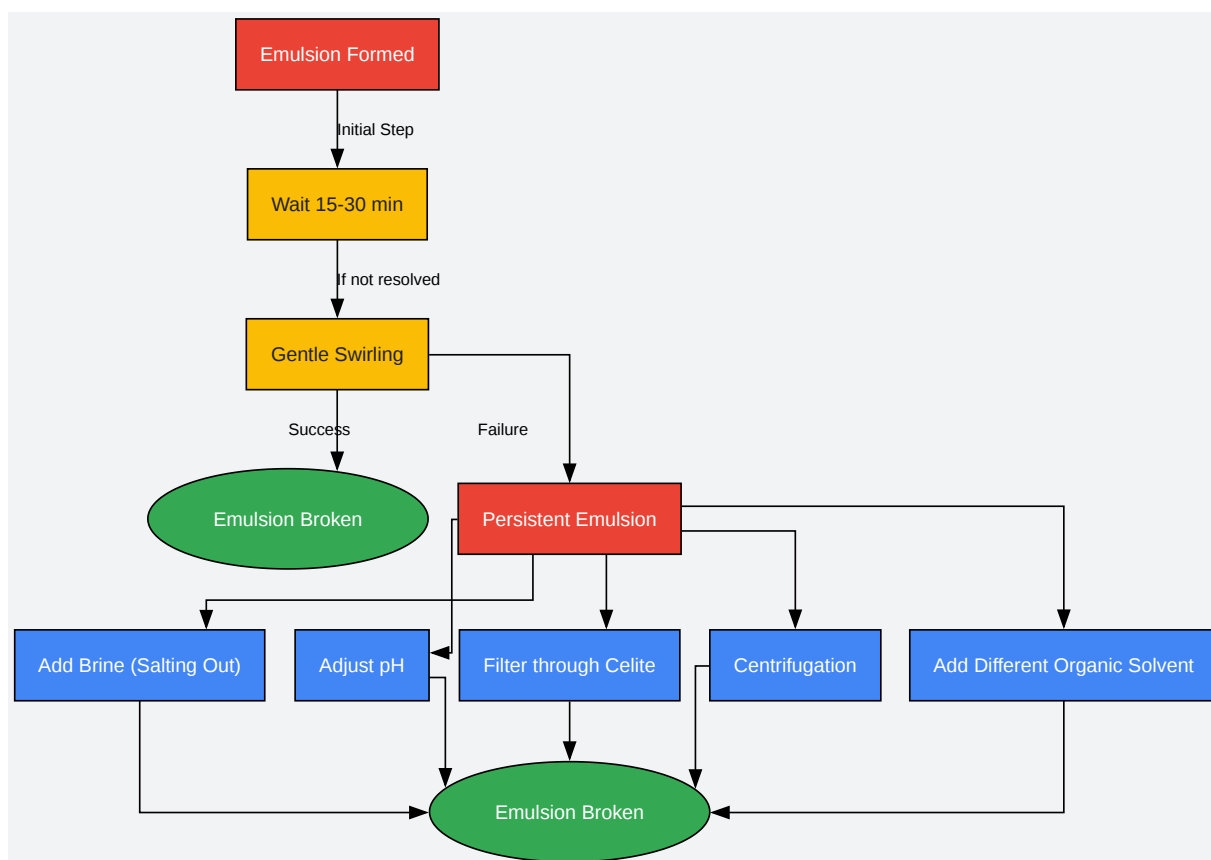 Emulsion Formed
Initial Step
Wait 15-30 min
If not resolved
Gentle Swirling
Success
Failure
Emulsion Broken
Persistent Emulsion
Add Brine (Salting Out)
Adjust pH
Filter through Celite
Centrifugation
Add Different Organic Solvent
Emulsion Broken